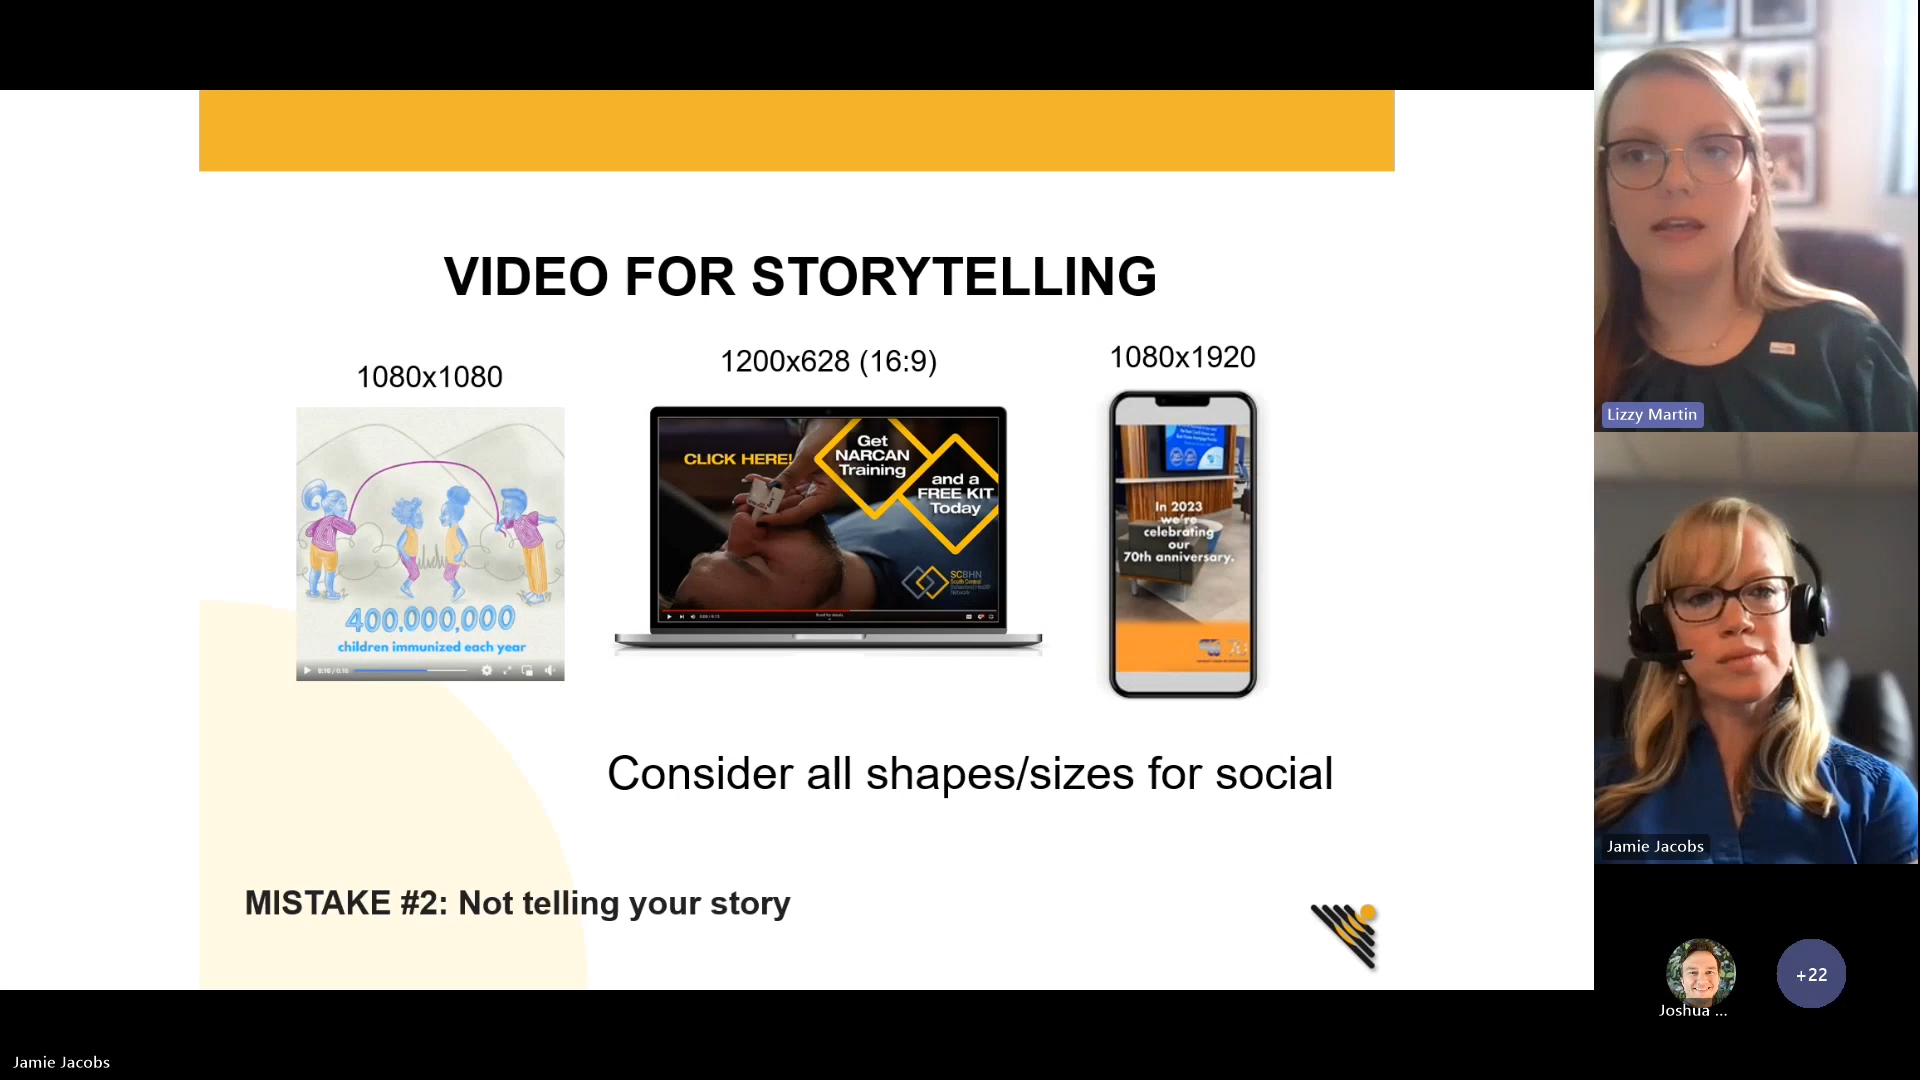 VIDEO FOR STORYTELLING
1080x1080
1200x628 (16:9)
1080x1920
400,000,000
children immunized each year
CLICK HERE!
Get
NARCAN
Training
and a
FREE KIT
Today
SCBHN
South Central
Behavioral Health
Network
In 2023
we're
celebrating
our
70th anniversary.
Consider all shapes/sizes for social
MISTAKE #2: Not telling your story
Lizzy Martin
Jamie Jacobs
Joshua ...
+22
Jamie Jacobs